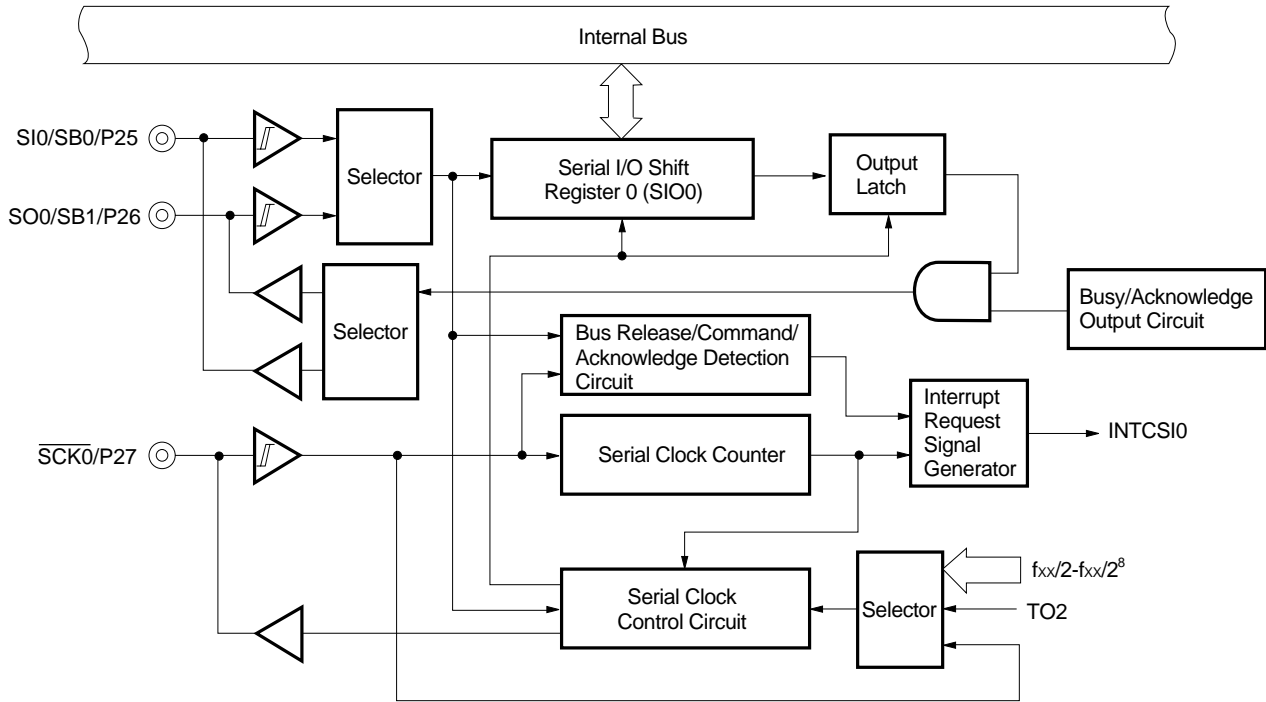 Internal Bus
SI0/SB0/P25
Selector
Serial I/O Shift
Register 0 (SIO0)
Output
Latch
SO0/SB1/P26
Selector
Busy/Acknowledge
Output Circuit
Bus Release/Command/
Acknowledge Detection
Circuit
Interrupt
Request
Signal
Generator
INTCSI0
SCK0/P27
Serial Clock Counter
Serial Clock
Control Circuit
Selector
fxx/2-fxx/2⁸
TO2